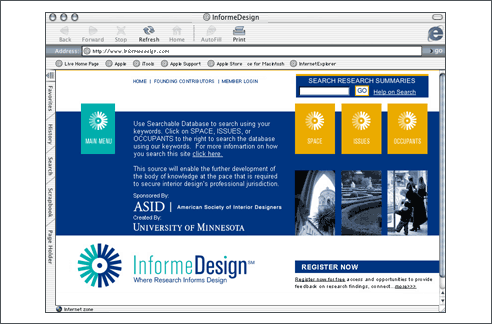 InformeDesign
Back Forward Stop Refresh Home AutoFill Print
Address: http://www.informedesign.com go
Live Home Page Apple iTools Apple Support Apple Store ce for Macintosh InternetExplorer
Favorites
History
Search
Scrapbook
Page Holder
HOME | FOUNDING CONTRIBUTORS | MEMBER LOGIN
SEARCH RESEARCH SUMMARIES
GO Help on Search
MAIN MENU
Use Searchable Database to search using your
keywords. Click on SPACE, ISSUES, or
OCCUPANTS to the right to search the database
using our keywords. For more information on how
you search this site click here.
This source will enable the further development of
the body of knowledge at the pace that is required
to secure interior design's professional jurisdiction.
Sponsored By:
ASID | American Society of Interior Designers
Created By:
UNIVERSITY OF MINNESOTA
SPACE
ISSUES
OCCUPANTS
InformeDesign SM
Where Research Informs Design
REGISTER NOW
Register now for free access and opportunities to provide
feedback on research findings, connect...more>>>
Internet zone